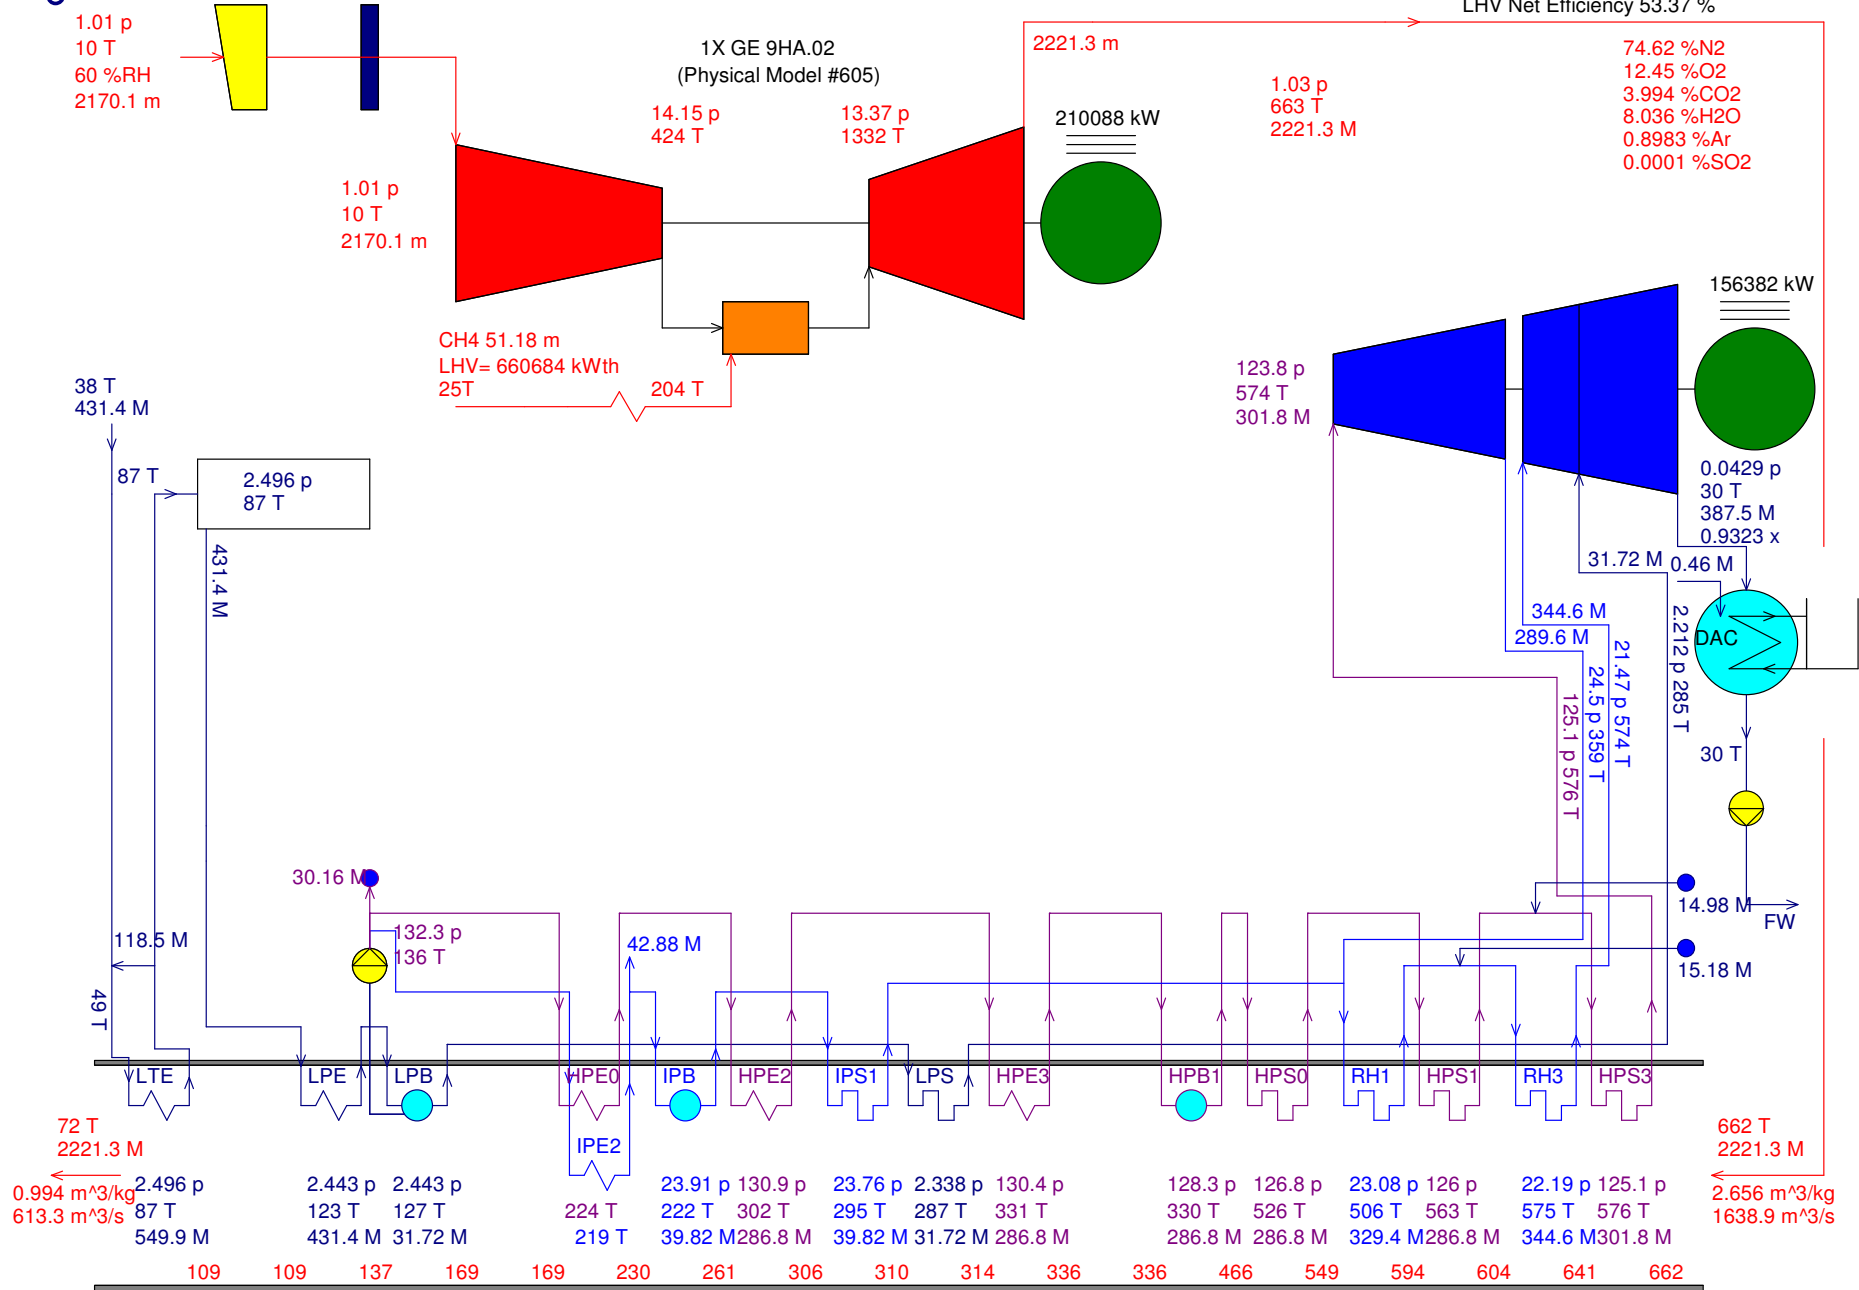 LHV Net Efficiency 53.37 %
1.01 p
10 T
60 %RH
2170.1 m
1X GE 9HA.02
(Physical Model #605)
2221.3 m
74.62 %N2
12.45 %O2
3.994 %CO2
8.036 %H2O
0.8983 %Ar
0.0001 %SO2
1.03 p
663 T
2221.3 M
14.15 p
424 T
13.37 p
1332 T
210088 kW
1.01 p
10 T
2170.1 m
156382 kW
CH4 51.18 m
LHV= 660684 kWth
25T
204 T
123.8 p
574 T
301.8 M
38 T
431.4 M
87 T
2.496 p
87 T
431.4 M
0.0429 p
30 T
387.5 M
0.9323 x
31.72 M
0.46 M
344.6 M
289.6 M
DAC
2.212 p 285 T
21.47 p 574 T
24.5 p 359 T
125.1 p 576 T
30 T
30.16 M
14.98 M
FW
132.3 p
136 T
118.5 M
42.88 M
15.18 M
49 T
LTE
LPE
LPB
HPE0
IPB
HPE2
IPS1
LPS
HPE3
HPB1
HPS0
RH1
HPS1
RH3
HPS3
IPE2
72 T
2221.3 M
0.994 m^3/kg
613.3 m^3/s
662 T
2221.3 M
2.656 m^3/kg
1638.9 m^3/s
2.496 p
87 T
549.9 M
2.443 p
123 T
431.4 M
2.443 p
127 T
31.72 M
224 T
219 T
23.91 p
222 T
39.82 M
130.9 p
302 T
286.8 M
23.76 p
295 T
39.82 M
2.338 p
287 T
31.72 M
130.4 p
331 T
286.8 M
128.3 p
330 T
286.8 M
126.8 p
526 T
286.8 M
23.08 p
506 T
329.4 M
126 p
563 T
286.8 M
22.19 p
575 T
344.6 M
125.1 p
576 T
301.8 M
109 109 137 169 169 230 261 306 310 314 336 336 466 549 594 604 641 662